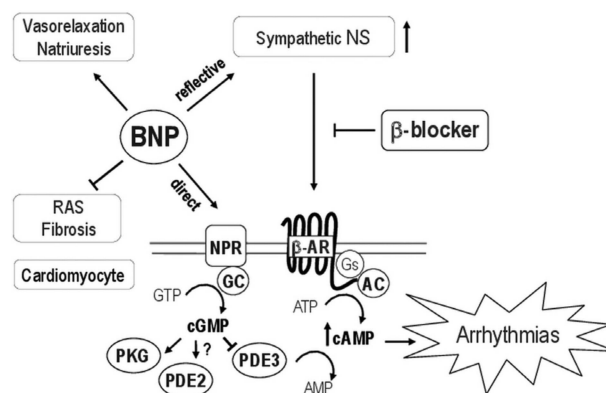 Vasorelaxation
Natriuresis
Sympathetic NS
reflective
BNP
β-blocker
direct
RAS
Fibrosis
NPR
β-AR
Cardiomyocyte
GC
Gs
AC
GTP
ATP
cGMP
cAMP
Arrhythmias
?
PKG
PDE3
PDE2
AMP